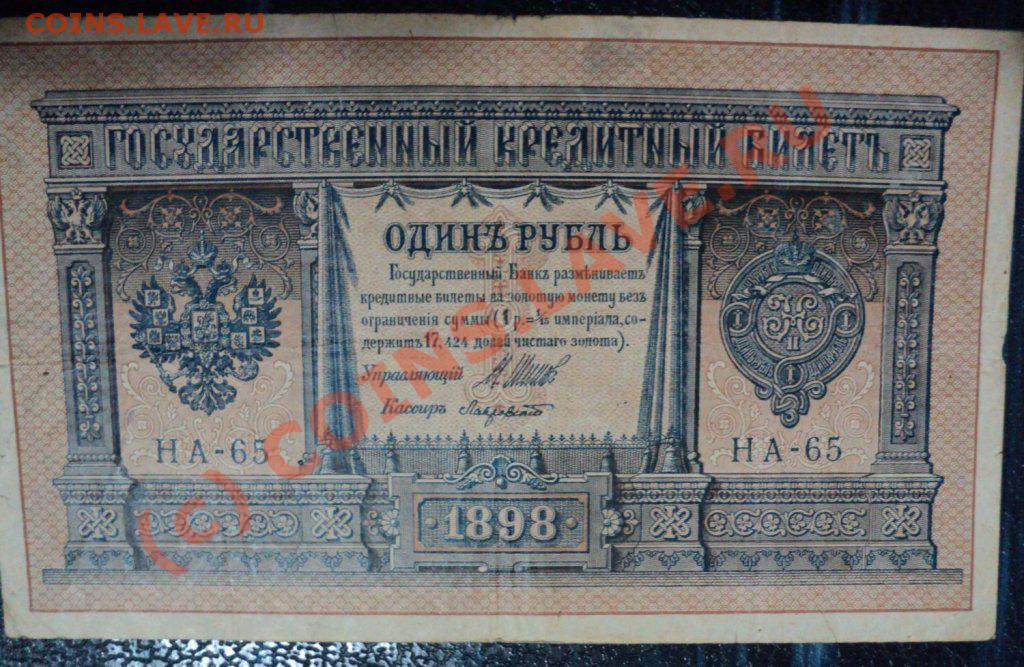 COINS.LAVE.RU
ГОСУДАРСТВЕННЫЙ КРЕДИТНЫЙ БИЛЕТЪ
ОДИНЪ РУБЛЬ
Государственный Банкъ размѣниваетъ
кредитные билеты на золотую монету безъ
ограниченія суммы (1 р. = 1/15 имперіала, со-
держитъ 17,424 долей чистаго золота).
Управляющій
Кассиръ
НА-65
НА-65
1898
I
I
II
1
(c) COINS.LAVE.RU